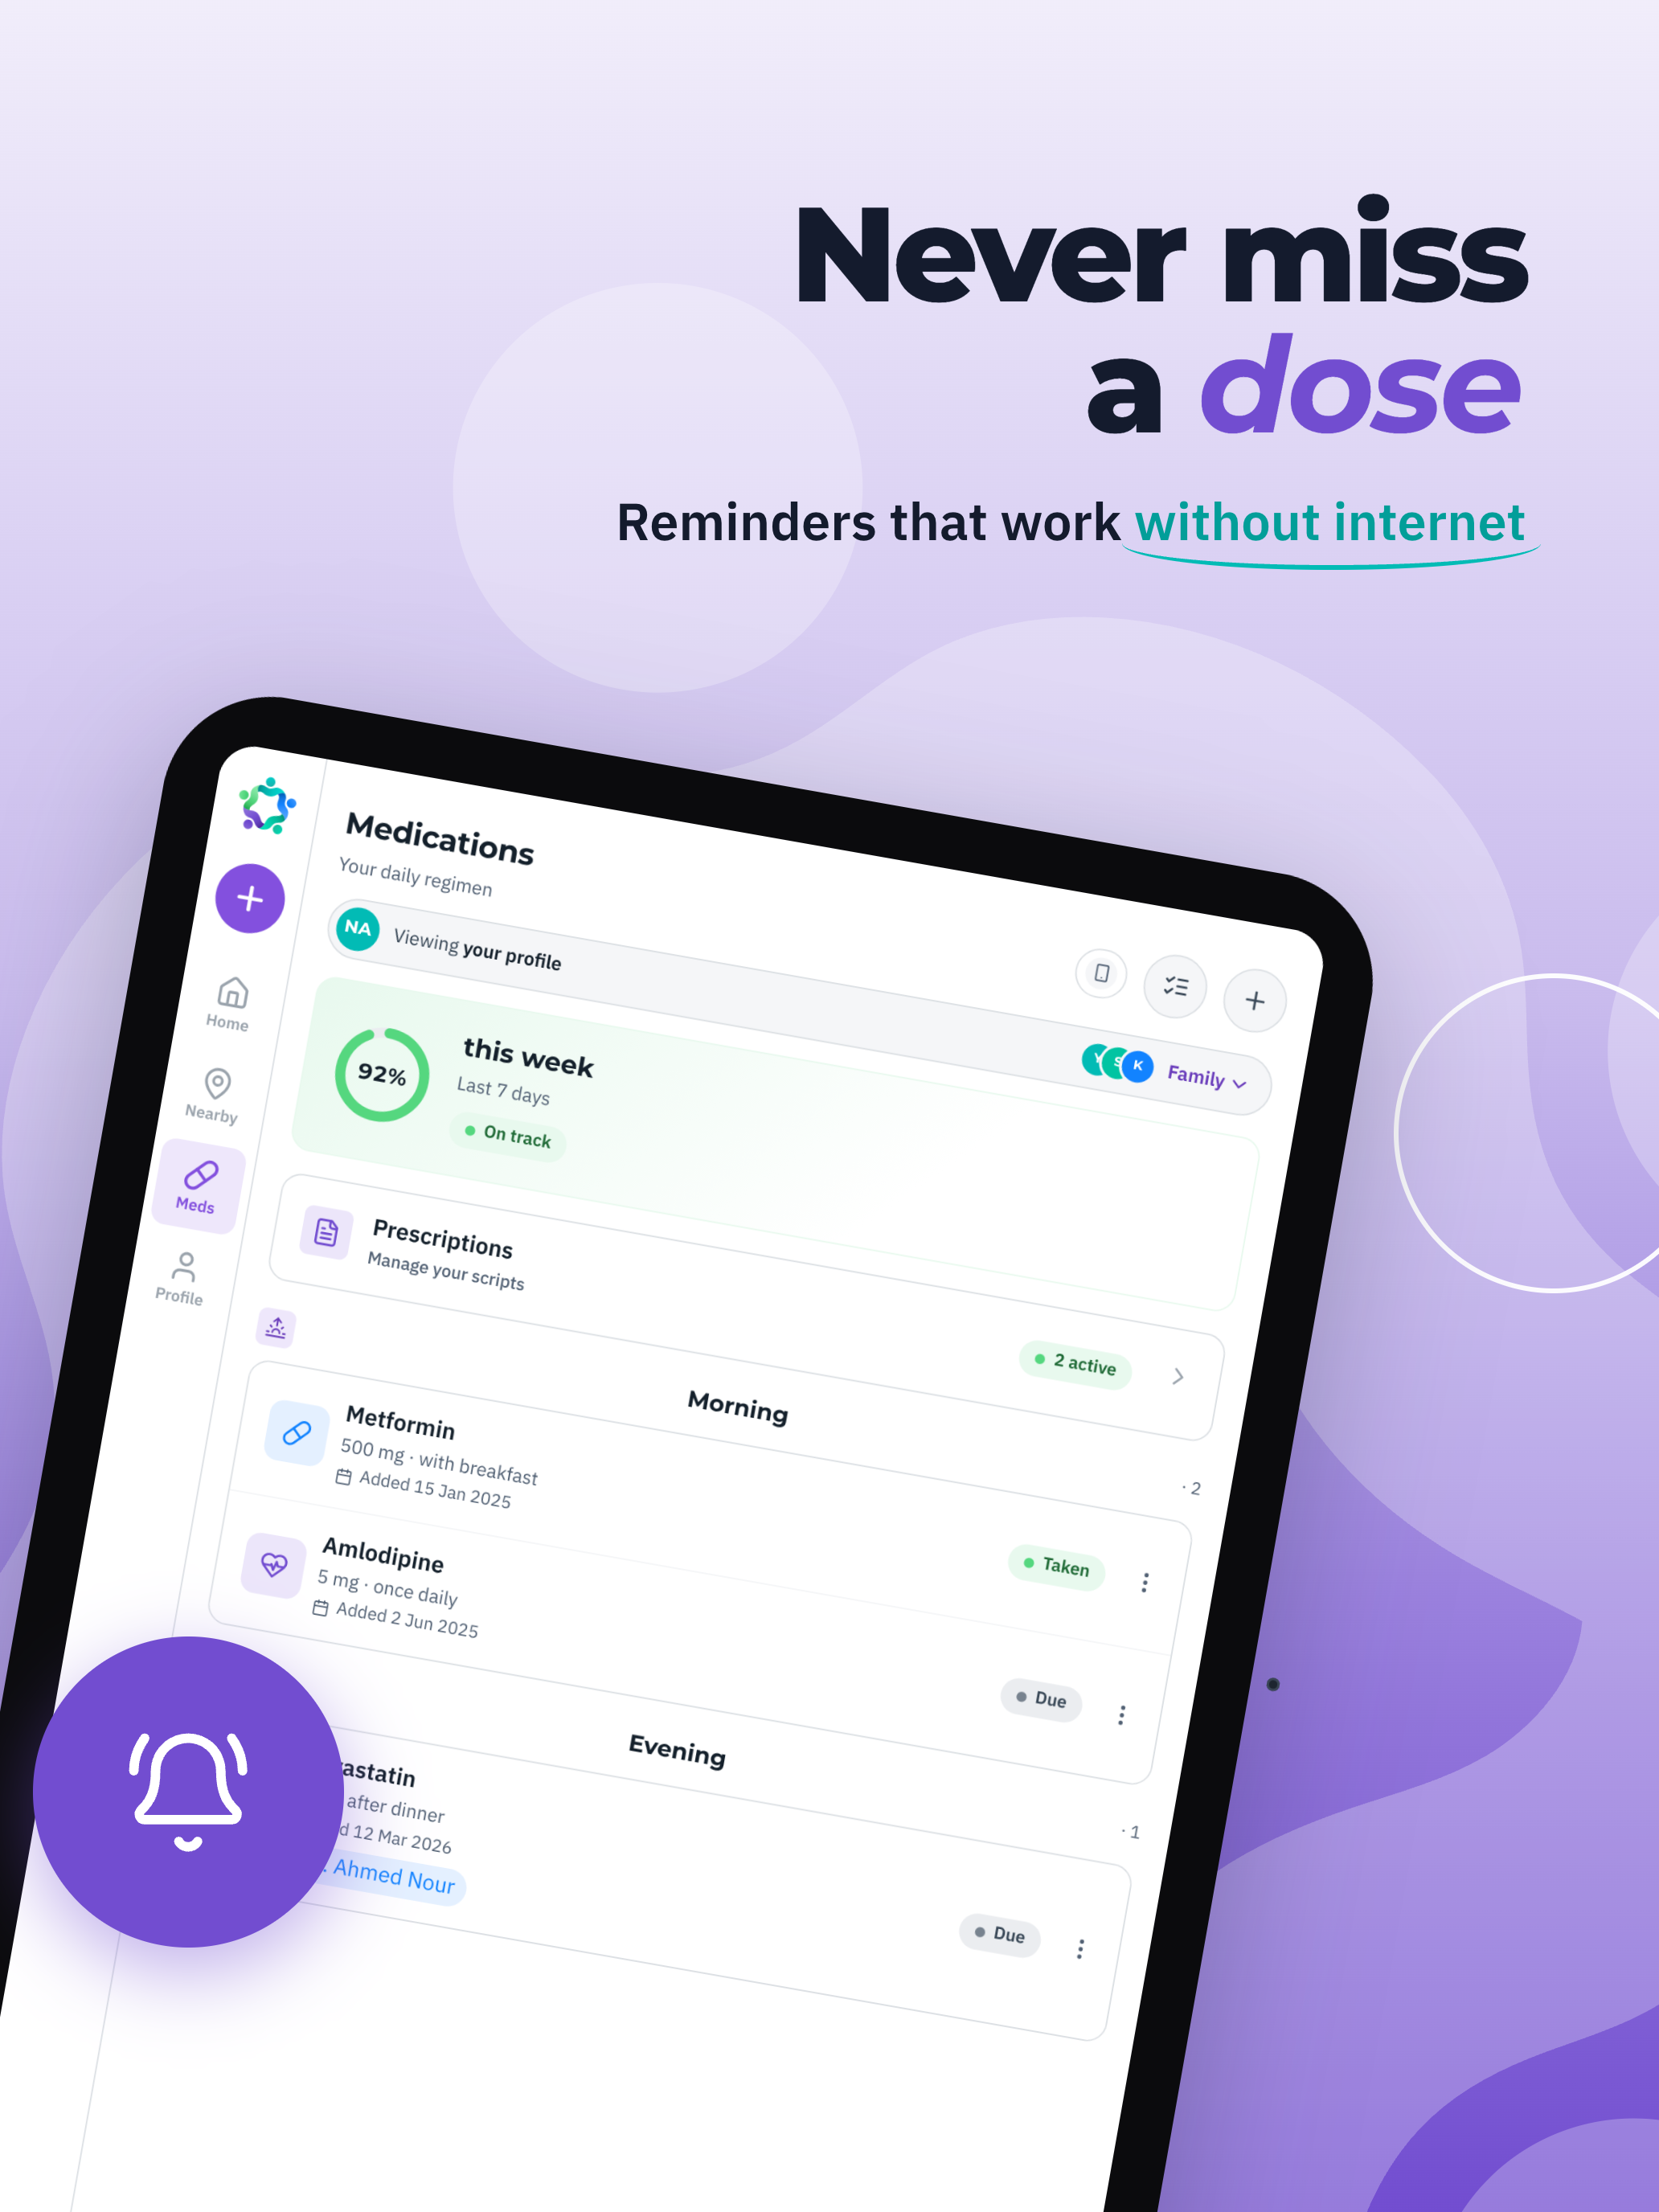 Never miss
a dose
Reminders that work without internet
Medications
Your daily regimen
NA
Viewing your profile
K
Family
Home
Nearby
Meds
Profile
92%
this week
Last 7 days
On track
Prescriptions
Manage your scripts
2 active
Morning
· 2
Metformin
500 mg · with breakfast
Added 15 Jan 2025
Taken
Amlodipine
5 mg · once daily
Added 2 Jun 2025
Due
Evening
· 1
astatin
after dinner
d 12 Mar 2026
. Ahmed Nour
Due